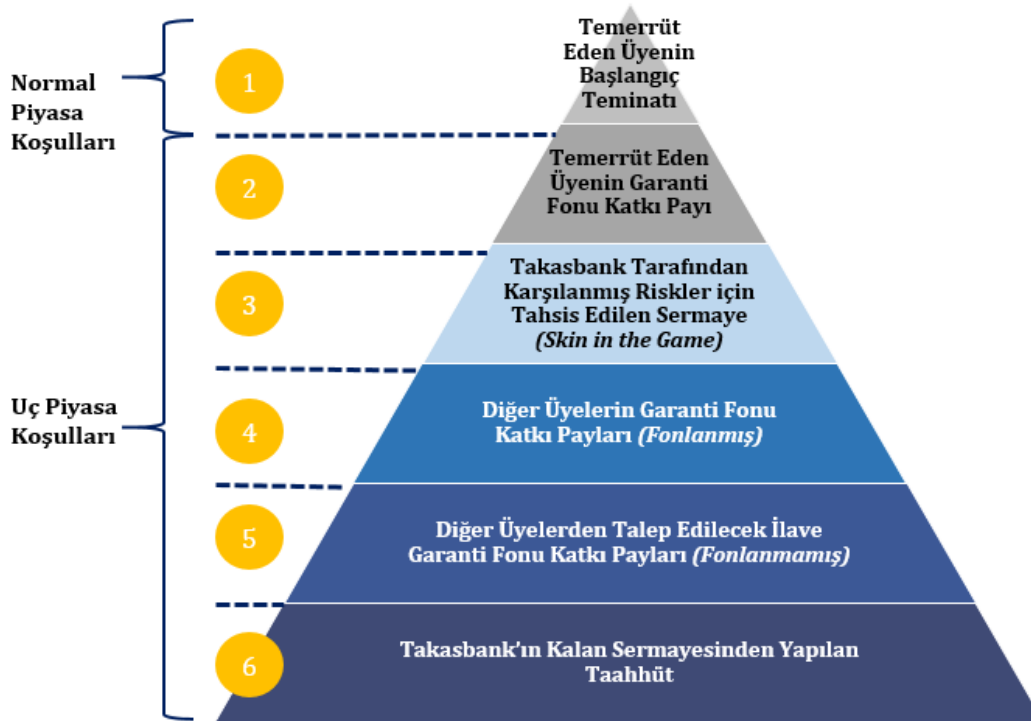 Normal
Piyasa
Koşulları
Uç Piyasa
Koşulları
1
2
3
4
5
6
Temerrüt
Eden Üyenin
Başlangıç
Teminatı
Temerrüt Eden
Üyenin Garanti
Fonu Katkı Payı
Takasbank Tarafından
Karşılanmış Riskler için
Tahsis Edilen Sermaye
(Skin in the Game)
Diğer Üyelerin Garanti Fonu
Katkı Payları (Fonlanmış)
Diğer Üyelerden Talep Edilecek İlave
Garanti Fonu Katkı Payları (Fonlanmamış)
Takasbank’ın Kalan Sermayesinden Yapılan
Taahhüt